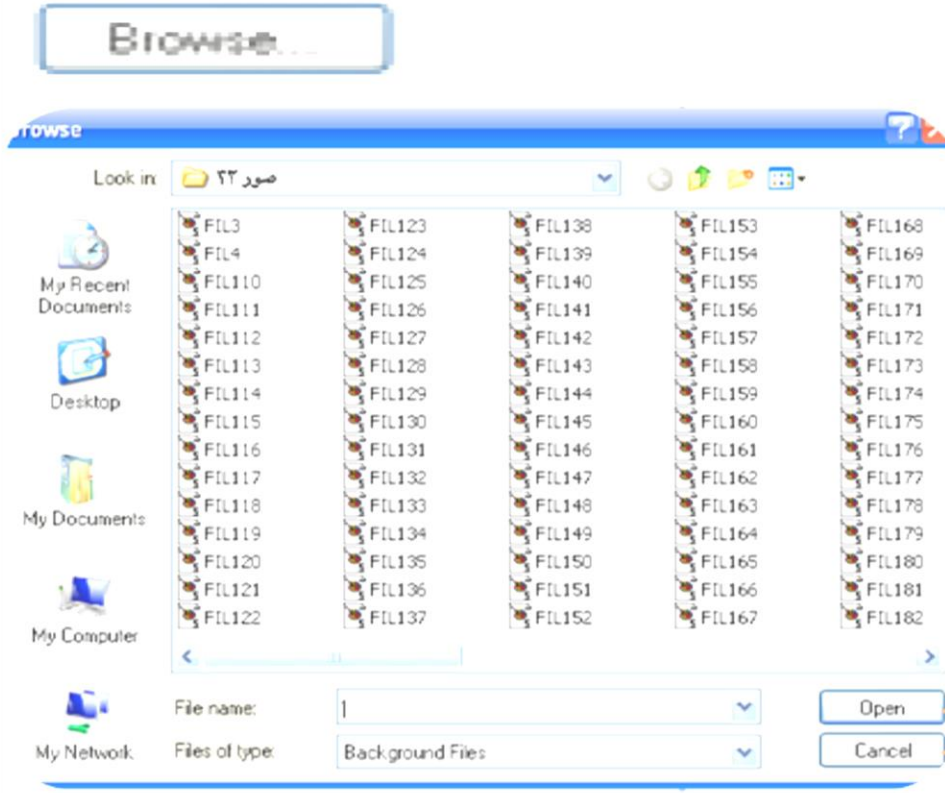 Browse...
Browse
Look in:
صور ٢٢
My Recent
Documents
Desktop
My Documents
My Computer
My Network
FIL3
FIL4
FIL110
FIL111
FIL112
FIL113
FIL114
FIL115
FIL116
FIL117
FIL118
FIL119
FIL120
FIL121
FIL122
FIL123
FIL124
FIL125
FIL126
FIL127
FIL128
FIL129
FIL130
FIL131
FIL132
FIL133
FIL134
FIL135
FIL136
FIL137
FIL138
FIL139
FIL140
FIL141
FIL142
FIL143
FIL144
FIL145
FIL146
FIL147
FIL148
FIL149
FIL150
FIL151
FIL152
FIL153
FIL154
FIL155
FIL156
FIL157
FIL158
FIL159
FIL160
FIL161
FIL162
FIL163
FIL164
FIL165
FIL166
FIL167
FIL168
FIL169
FIL170
FIL171
FIL172
FIL173
FIL174
FIL175
FIL176
FIL177
FIL178
FIL179
FIL180
FIL181
FIL182
File name:
Open
Files of type:
Background Files
Cancel